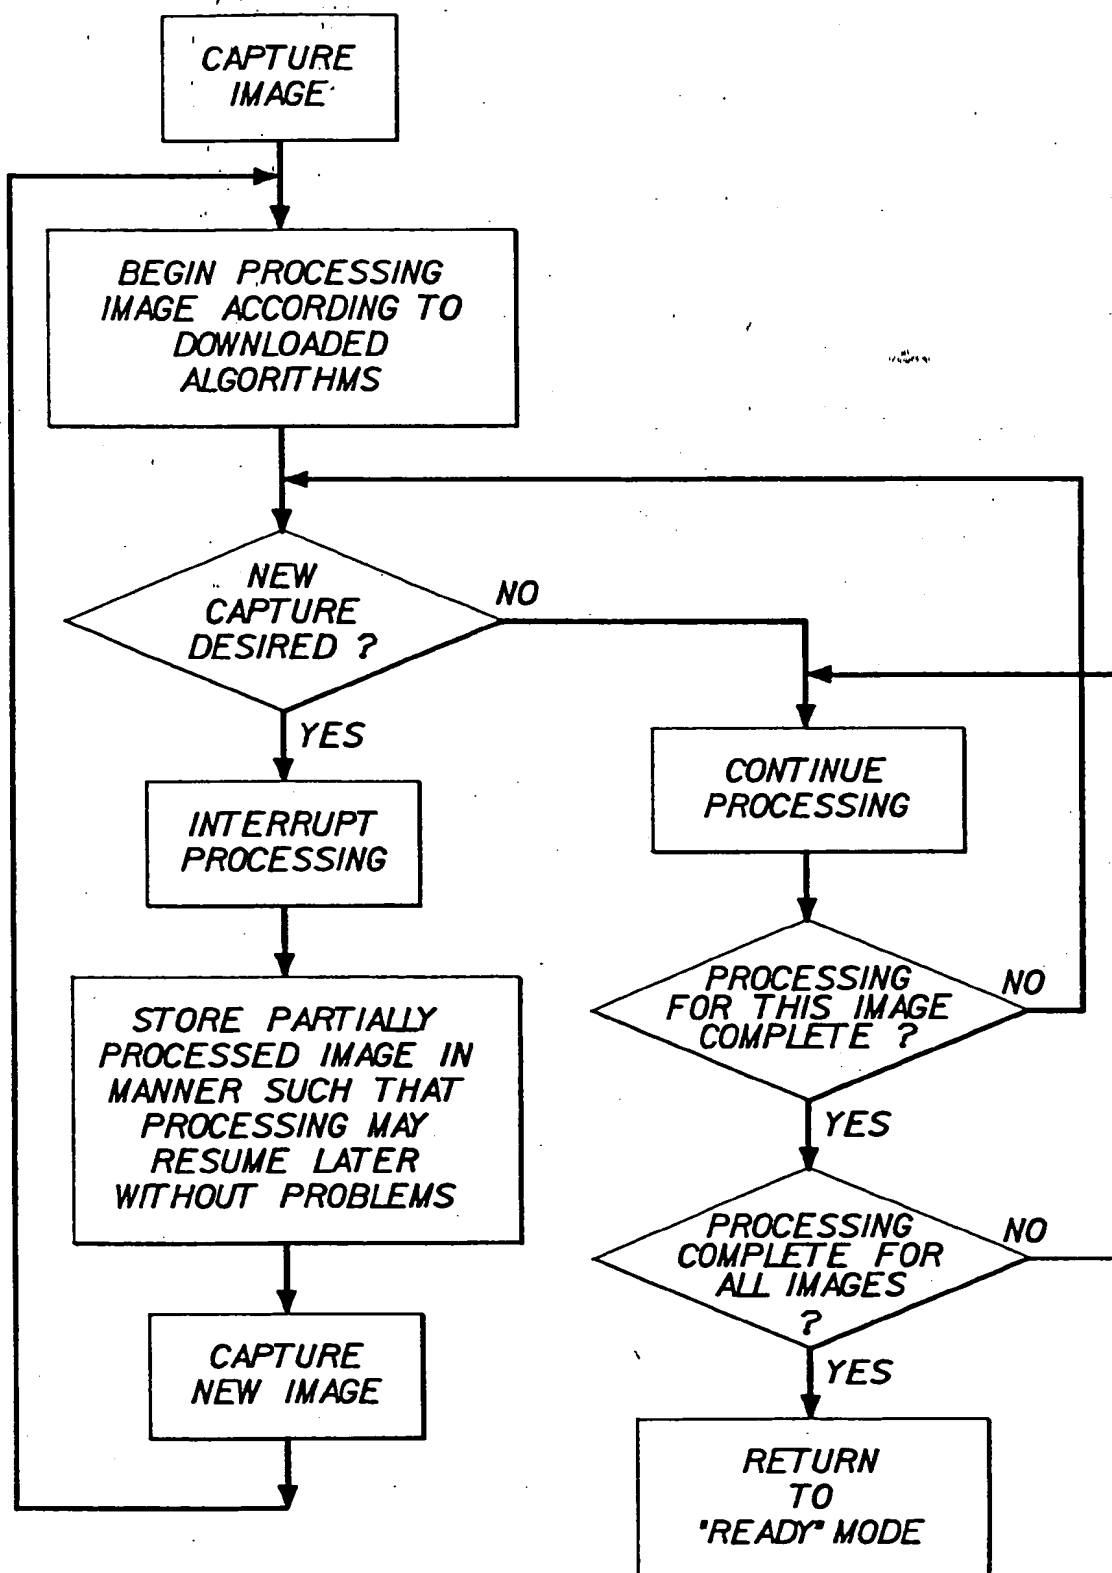 CAPTURE
IMAGE
BEGIN PROCESSING
IMAGE ACCORDING TO
DOWNLOADED
ALGORITHMS
NEW
CAPTURE
DESIRED ?
NO
YES
INTERRUPT
PROCESSING
STORE PARTIALLY
PROCESSED IMAGE IN
MANNER SUCH THAT
PROCESSING MAY
RESUME LATER
WITHOUT PROBLEMS
CAPTURE
NEW IMAGE
CONTINUE
PROCESSING
PROCESSING
FOR THIS IMAGE
COMPLETE ?
NO
YES
PROCESSING
COMPLETE FOR
ALL IMAGES
?
NO
YES
RETURN
TO
"READY" MODE